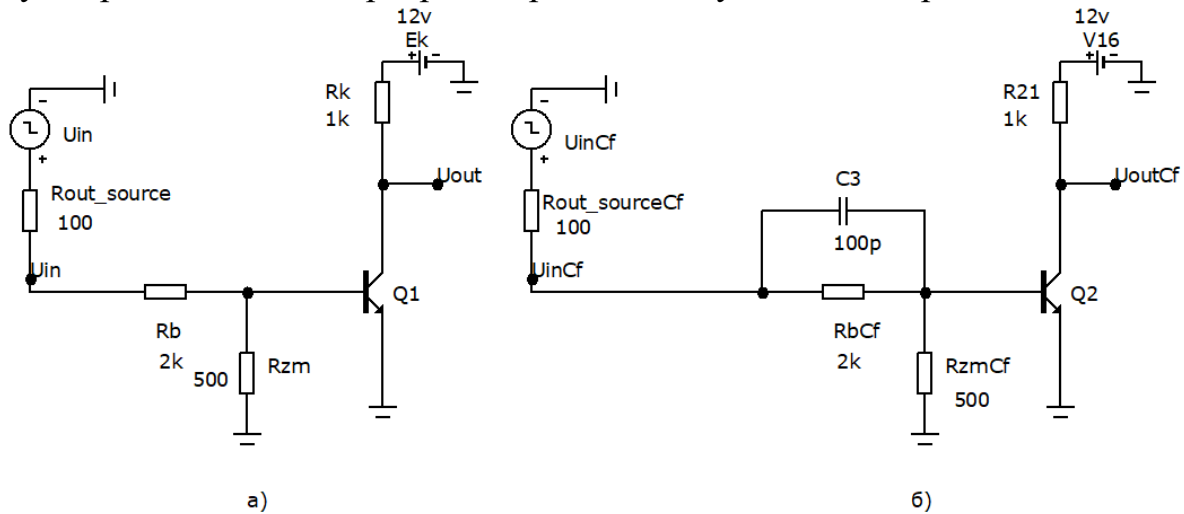 12v
Ek
Rk
1k
Uin
Rout_source
100
Uout
Uin
Q1
Rb
2k
500
Rzm
а)
12v
V16
R21
1k
UinCf
Rout_sourceCf
100
C3
100p
UoutCf
UinCf
Q2
RbCf
2k
RzmCf
500
б)